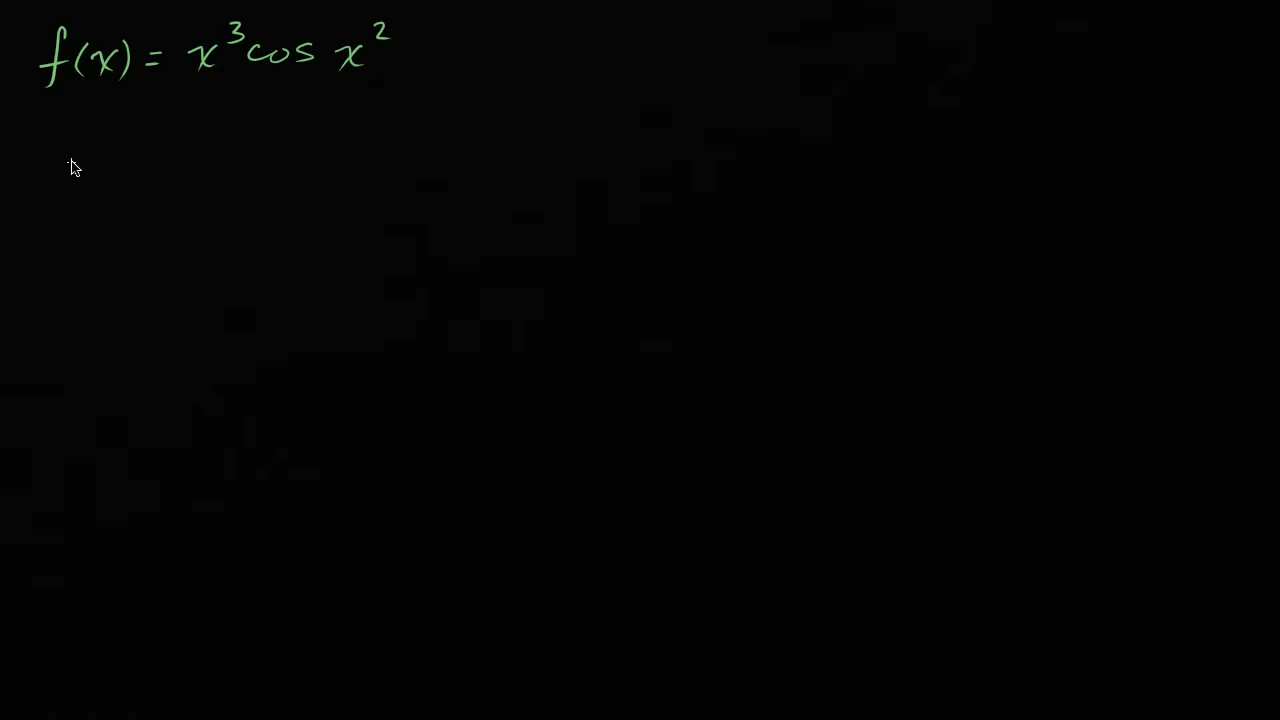 f(x) = x³cos x²